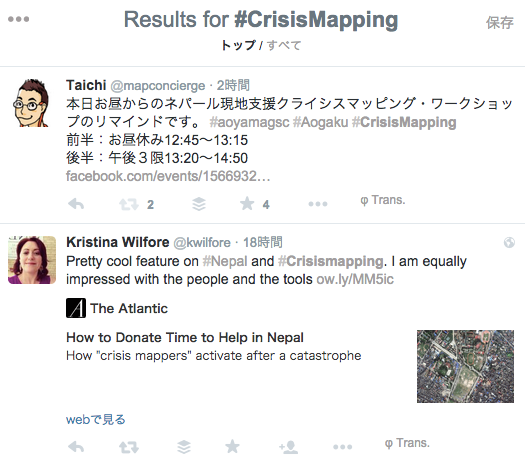 Results for #CrisisMapping
保存
トップ / すべて
Taichi @mapconcierge · 2時間
本日お昼からのネパール現地支援クライシスマッピング・ワークショッ
プのリマインドです。 #aoyamagsc #Aogaku #CrisisMapping
前半：お昼休み12:45〜13:15
後半：午後３限13:20〜14:50
facebook.com/events/1566932…
2
4
φ Trans.
Kristina Wilfore @kwilfore · 18時間
Pretty cool feature on #Nepal and #Crisismapping. I am equally
impressed with the people and the tools ow.ly/MM5ic
A The Atlantic
How to Donate Time to Help in Nepal
How "crisis mappers" activate after a catastrophe
webで見る
φ Trans.